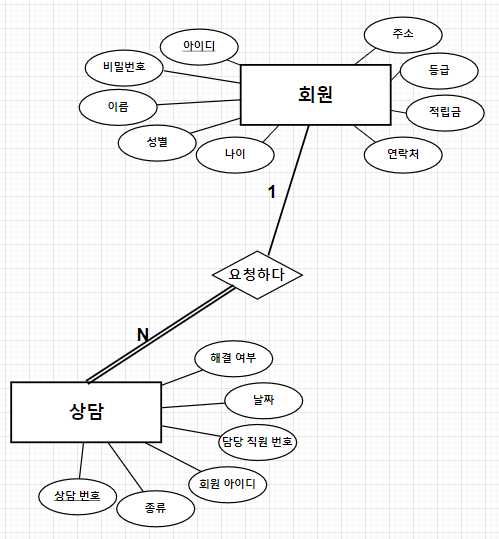 주소
아이디
비밀번호
등급
회원
이름
적립금
성별
나이
연락처
1
요청하다
N
해결 여부
날짜
상담
담당 직원 번호
회원 아이디
상담 번호
종류